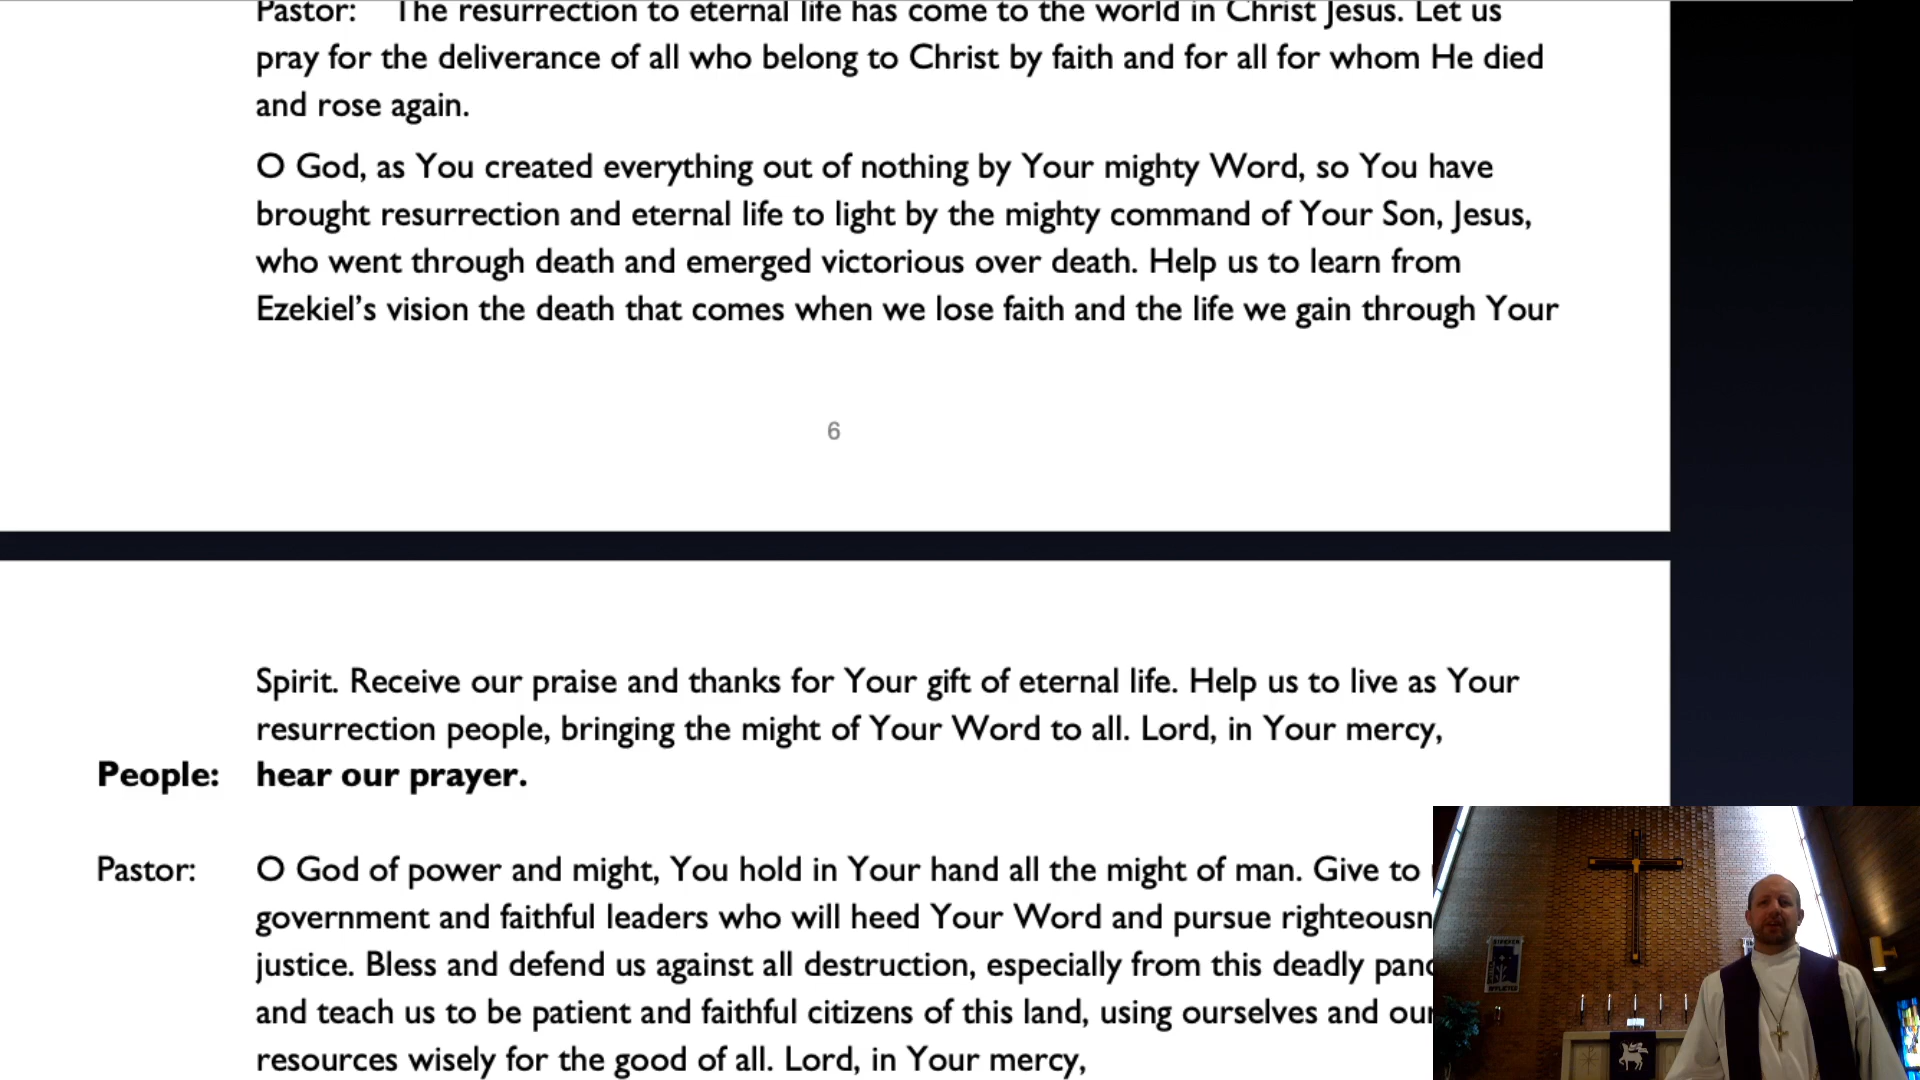 Pastor: The resurrection to eternal life has come to the world in Christ Jesus. Let us
pray for the deliverance of all who belong to Christ by faith and for all for whom He died
and rose again.
O God, as You created everything out of nothing by Your mighty Word, so You have
brought resurrection and eternal life to light by the mighty command of Your Son, Jesus,
who went through death and emerged victorious over death. Help us to learn from
Ezekiel’s vision the death that comes when we lose faith and the life we gain through Your
6
Spirit. Receive our praise and thanks for Your gift of eternal life. Help us to live as Your
resurrection people, bringing the might of Your Word to all. Lord, in Your mercy,
People: hear our prayer.
Pastor: O God of power and might, You hold in Your hand all the might of man. Give to
government and faithful leaders who will heed Your Word and pursue righteousn
justice. Bless and defend us against all destruction, especially from this deadly pan
and teach us to be patient and faithful citizens of this land, using ourselves and our
resources wisely for the good of all. Lord, in Your mercy,